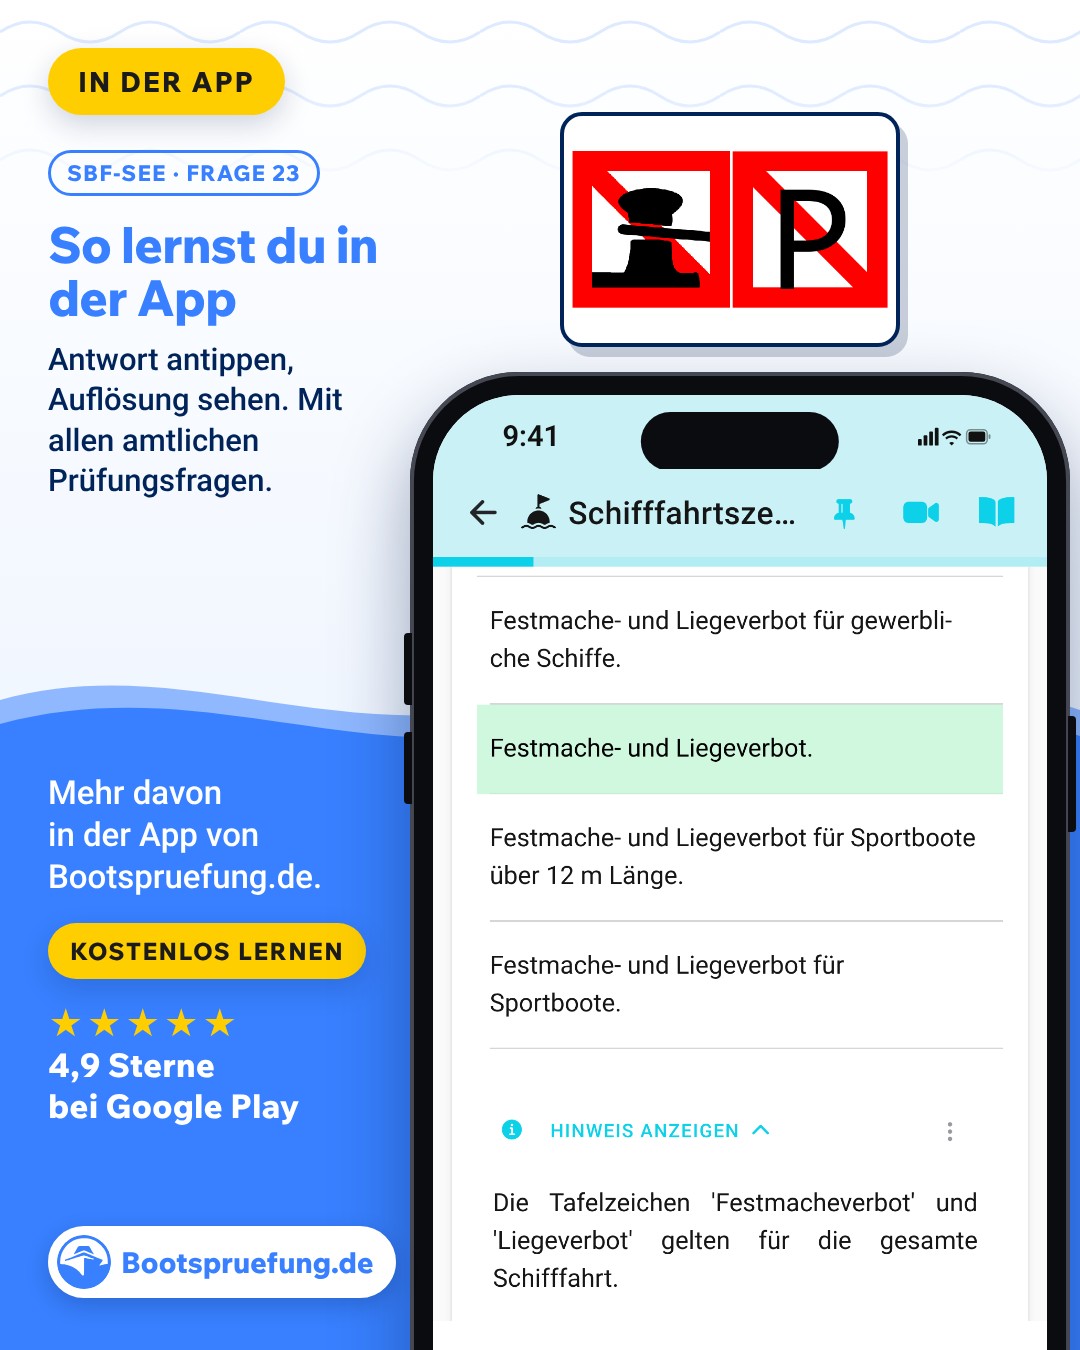 IN DER APP
SBF-SEE · FRAGE 23
So lernst du in
der App
Antwort antippen,
Auflösung sehen. Mit
allen amtlichen
Prüfungsfragen.
P
9:41
Schifffahrtsze...
Festmache- und Liegeverbot für gewerbli-
che Schiffe.
Festmache- und Liegeverbot.
Festmache- und Liegeverbot für Sportboote
über 12 m Länge.
Festmache- und Liegeverbot für
Sportboote.
HINWEIS ANZEIGEN
Die Tafelzeichen 'Festmacheverbot' und
'Liegeverbot' gelten für die gesamte
Schifffahrt.
Mehr davon
in der App von
Bootspruefung.de.
KOSTENLOS LERNEN
★★★★★
4,9 Sterne
bei Google Play
Bootspruefung.de